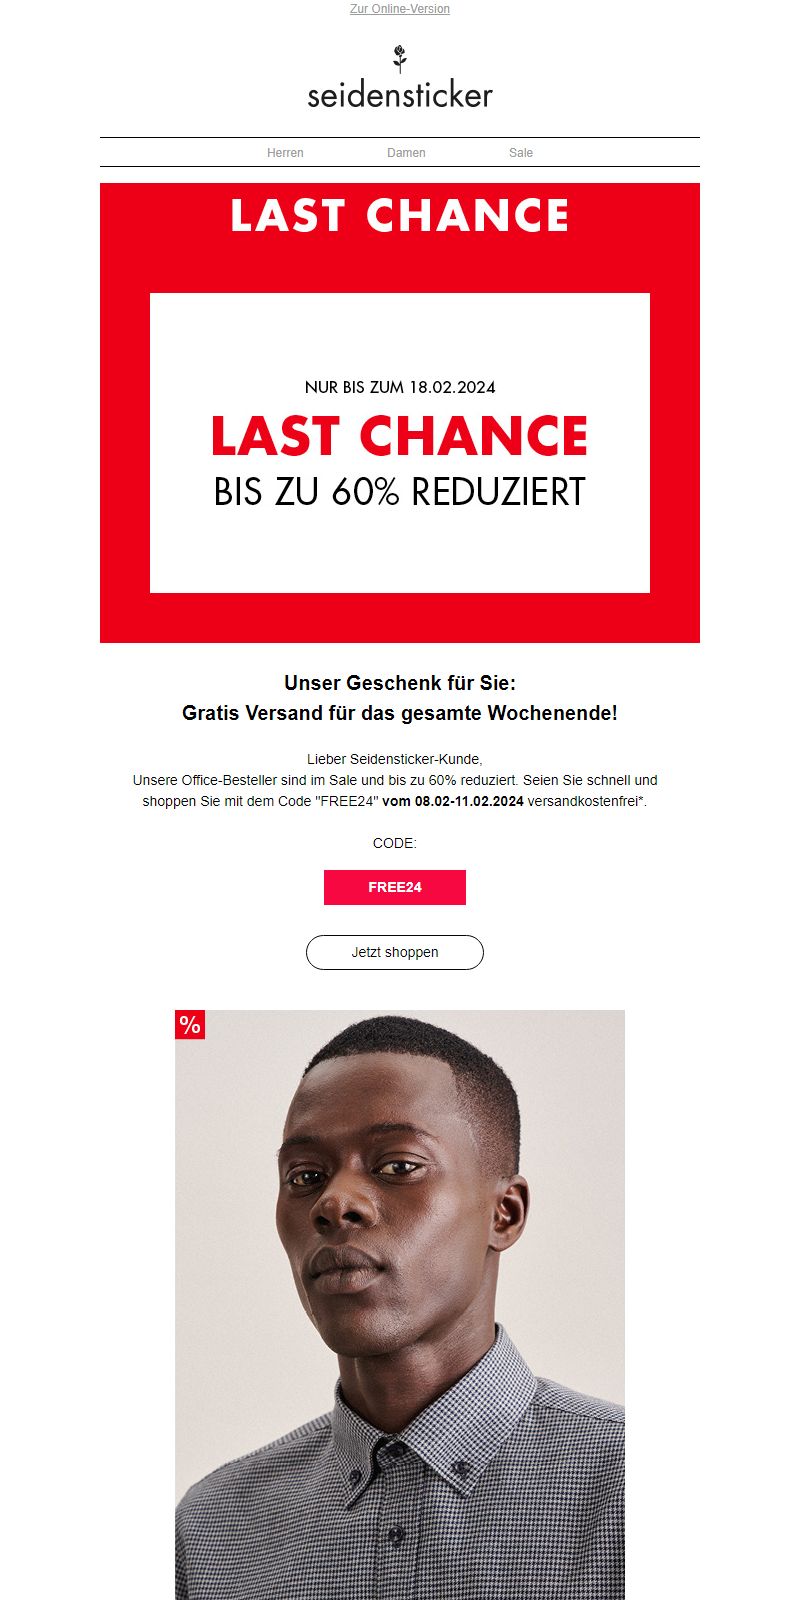 Zur Online-Version
seidensticker
Herren Damen Sale
LAST CHANCE
NUR BIS ZUM 18.02.2024
LAST CHANCE
BIS ZU 60% REDUZIERT
Unser Geschenk für Sie:
Gratis Versand für das gesamte Wochenende!
Lieber Seidensticker-Kunde,
Unsere Office-Besteller sind im Sale und bis zu 60% reduziert. Seien Sie schnell und
shoppen Sie mit dem Code "FREE24" vom 08.02-11.02.2024 versandkostenfrei*.
CODE:
FREE24
Jetzt shoppen
%